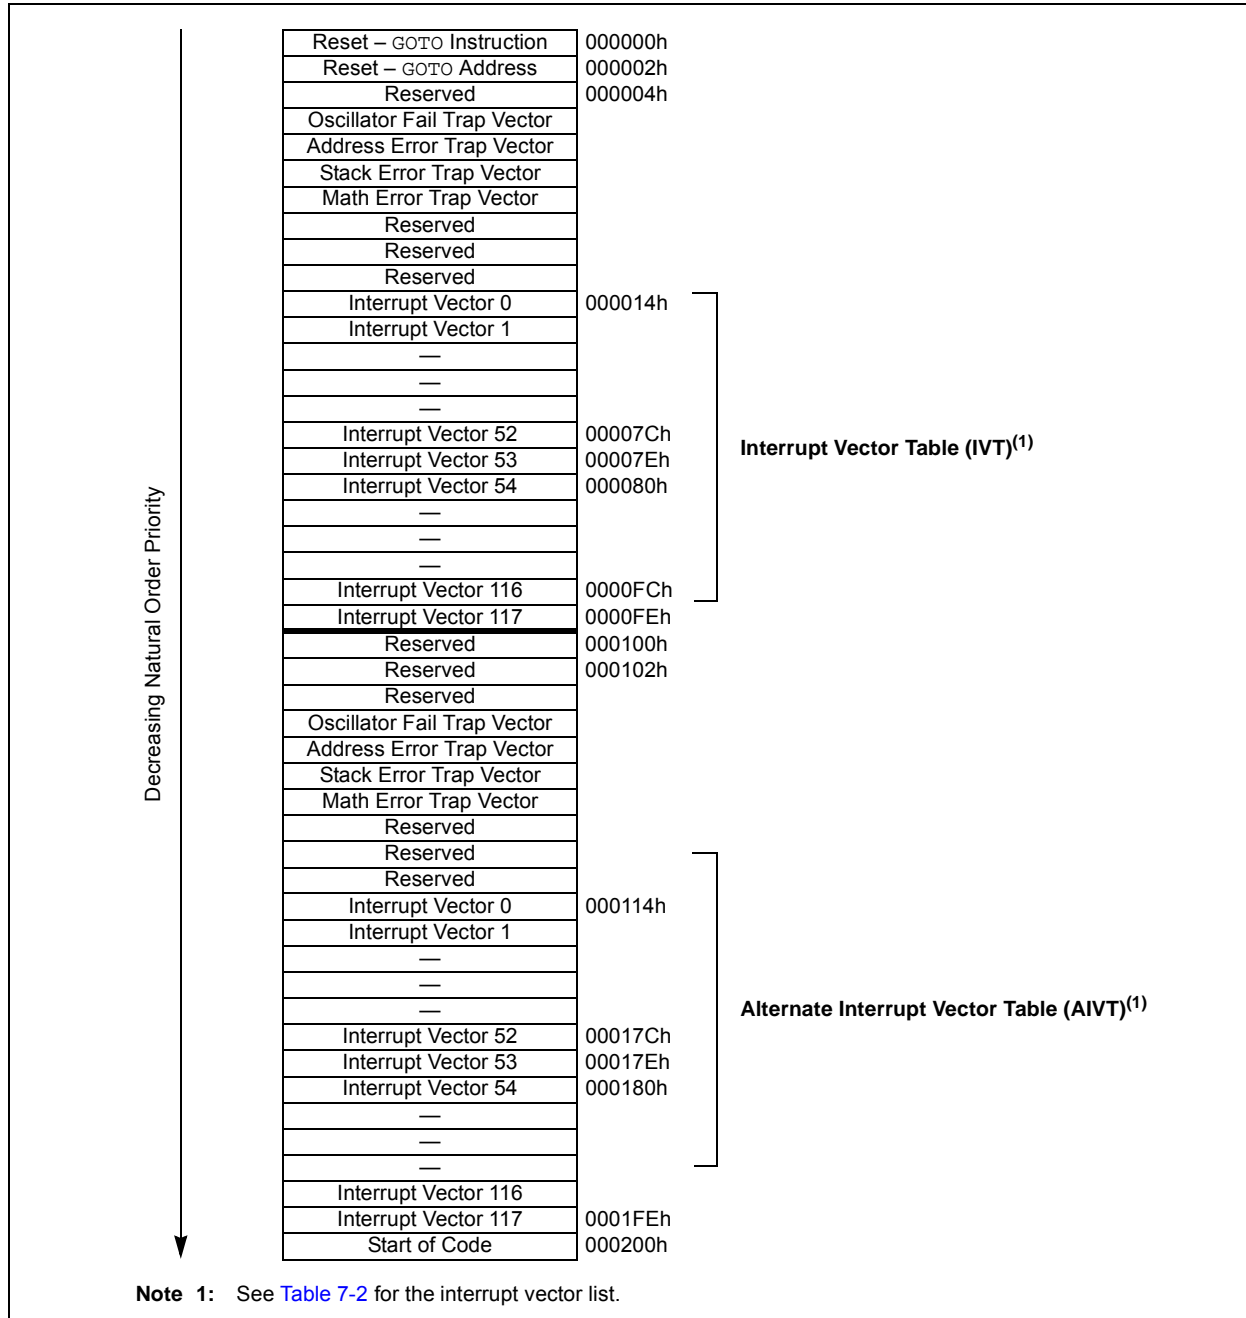 Decreasing Natural Order Priority
Reset – GOTO Instruction 000000h
Reset – GOTO Address 000002h
Reserved 000004h
Oscillator Fail Trap Vector
Address Error Trap Vector
Stack Error Trap Vector
Math Error Trap Vector
Reserved
Reserved
Reserved
Interrupt Vector 0 000014h
Interrupt Vector 1
—
—
—
Interrupt Vector 52 00007Ch
Interrupt Vector 53 00007Eh
Interrupt Vector 54 000080h
—
—
—
Interrupt Vector 116 0000FCh
Interrupt Vector 117 0000FEh
Interrupt Vector Table (IVT)(1)
Reserved 000100h
Reserved 000102h
Reserved
Oscillator Fail Trap Vector
Address Error Trap Vector
Stack Error Trap Vector
Math Error Trap Vector
Reserved
Reserved
Reserved
Interrupt Vector 0 000114h
Interrupt Vector 1
—
—
—
Interrupt Vector 52 00017Ch
Interrupt Vector 53 00017Eh
Interrupt Vector 54 000180h
—
—
—
Interrupt Vector 116
Interrupt Vector 117 0001FEh
Start of Code 000200h
Alternate Interrupt Vector Table (AIVT)(1)
Note 1: See Table 7-2 for the interrupt vector list.